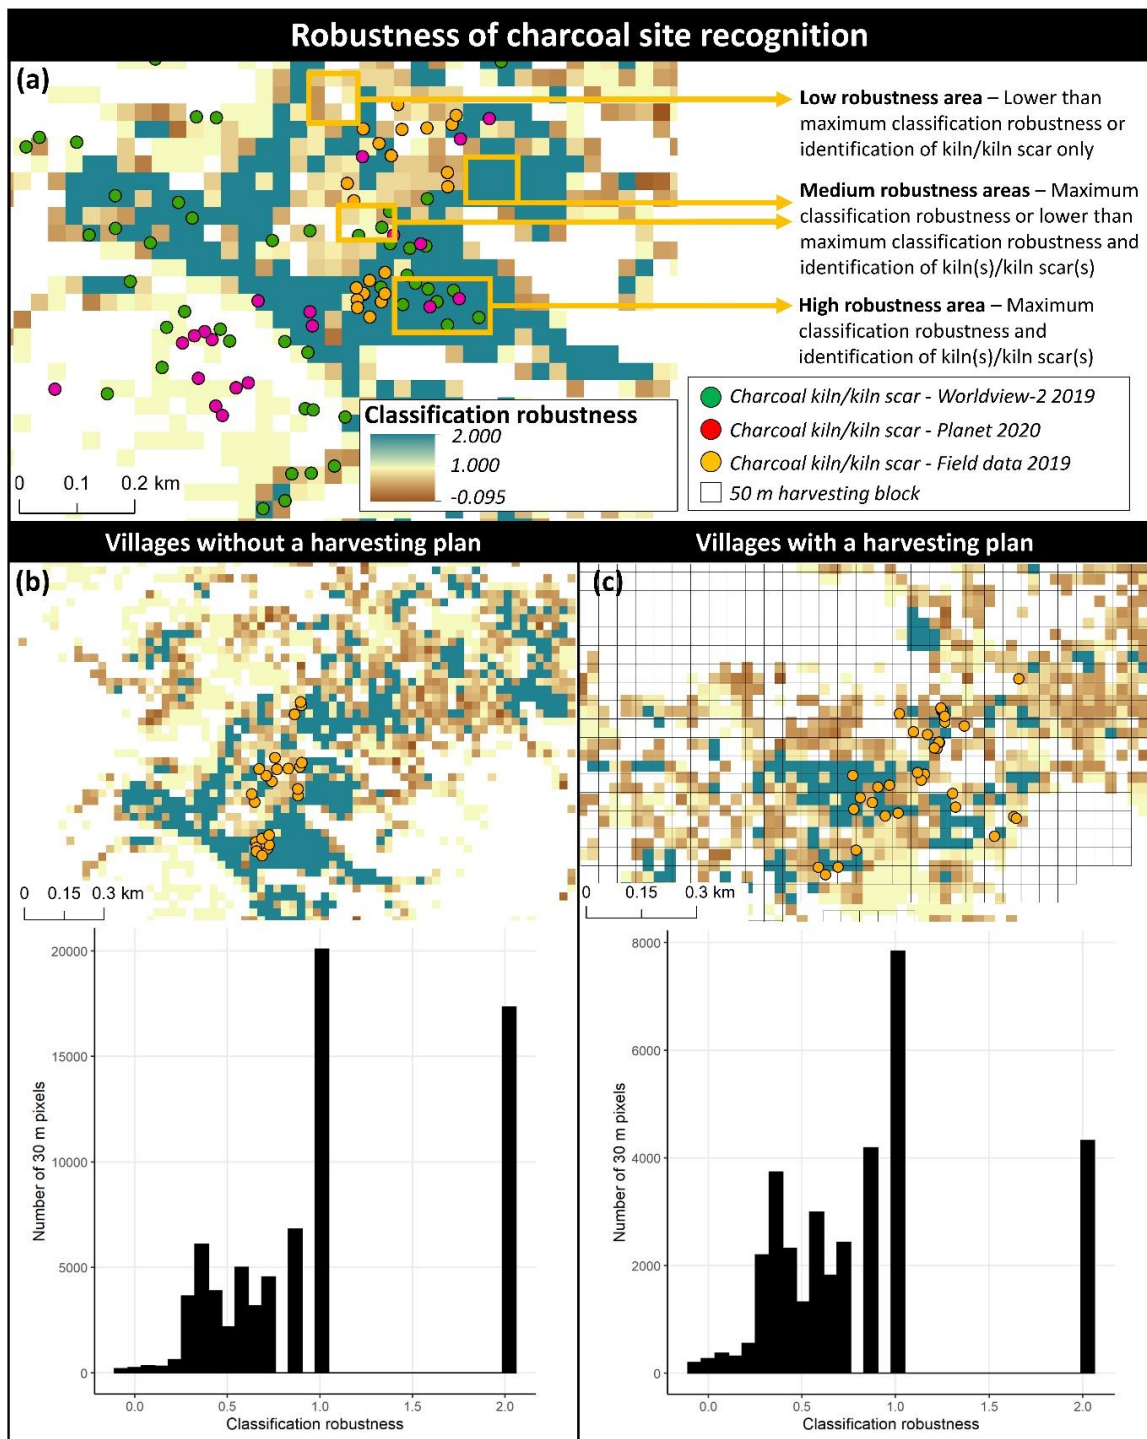 Robustness of charcoal site recognition
(a)
Low robustness area – Lower than
maximum classification robustness or
identification of kiln/kiln scar only
Medium robustness areas – Maximum
classification robustness or lower than
maximum classification robustness and
identification of kiln(s)/kiln scar(s)
High robustness area – Maximum
classification robustness and
identification of kiln(s)/kiln scar(s)
Classification robustness
2.000
1.000
-0.095
0 0.1 0.2 km
Charcoal kiln/kiln scar - Worldview-2 2019
Charcoal kiln/kiln scar - Planet 2020
Charcoal kiln/kiln scar - Field data 2019
50 m harvesting block
Villages without a harvesting plan
Villages with a harvesting plan
(b)
0 0.15 0.3 km
(c)
0 0.15 0.3 km
20000
15000
10000
5000
0
Number of 30 m pixels
0.0 0.5 1.0 1.5 2.0
Classification robustness
8000
6000
4000
2000
0
Number of 30 m pixels
0.0 0.5 1.0 1.5 2.0
Classification robustness